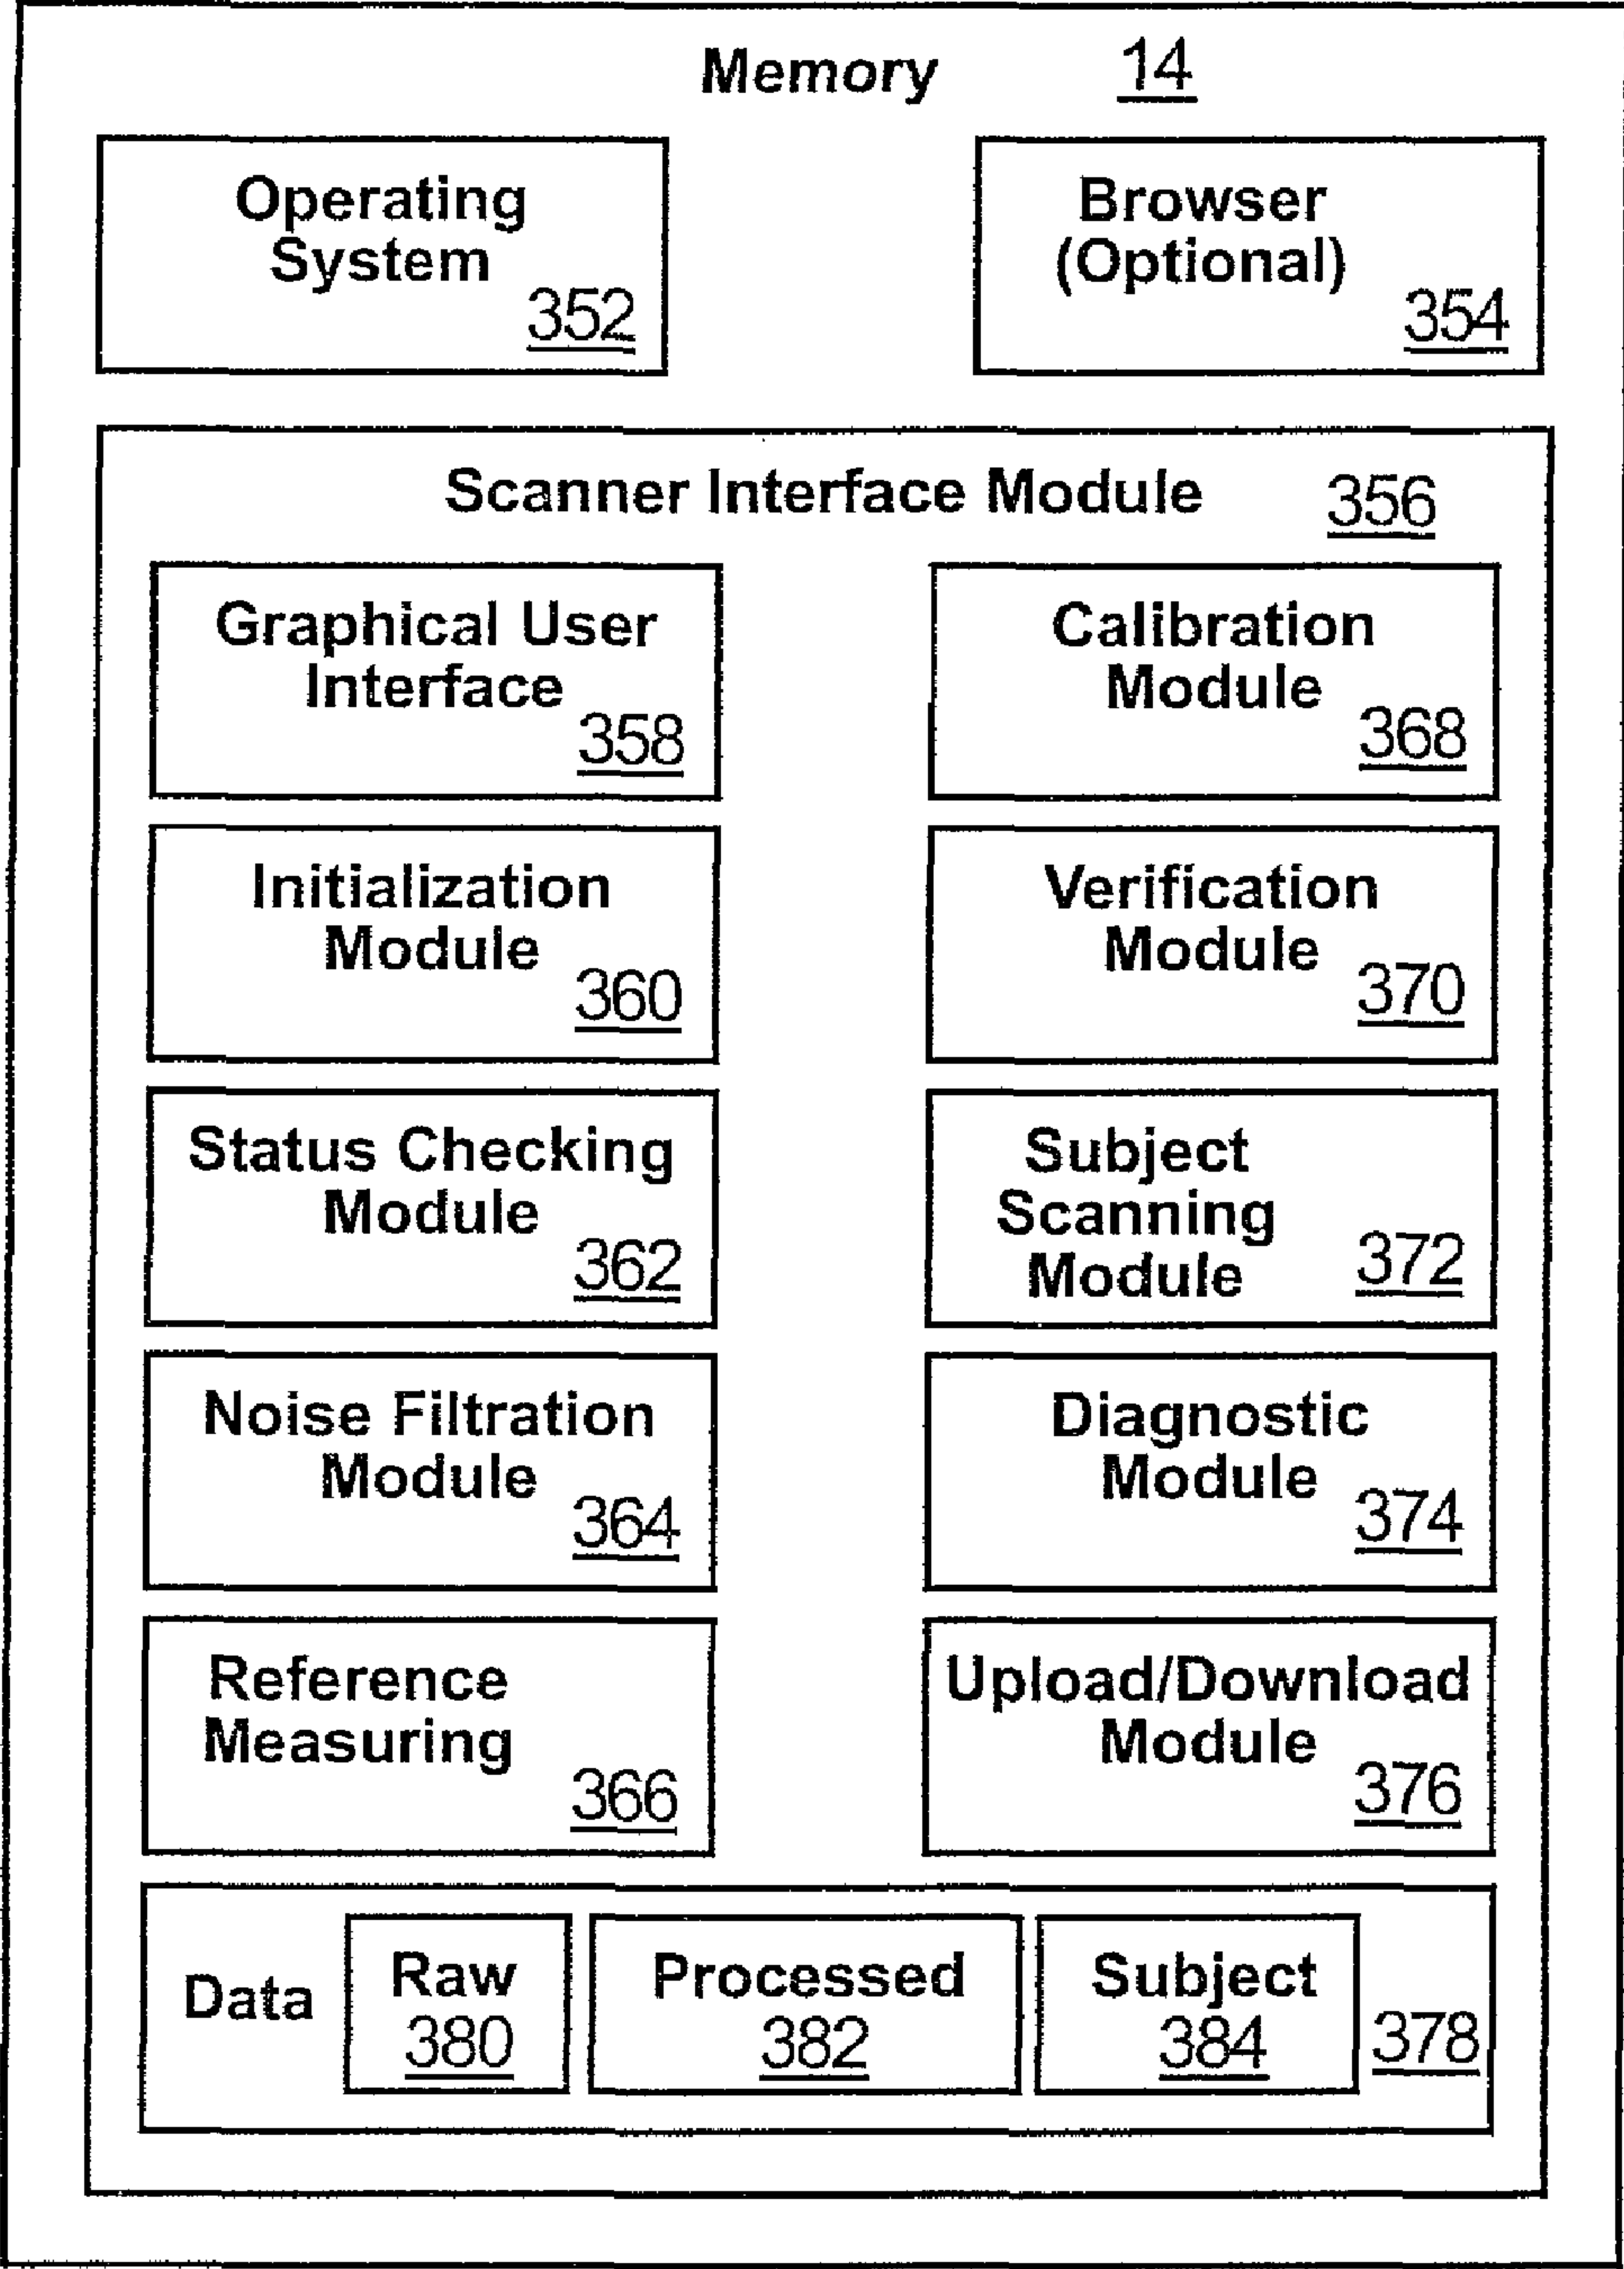 Memory 14
Operating
System
352
Browser
(Optional)
354
Scanner Interface Module 356
Graphical User
Interface
358
Calibration
Module
368
Initialization
Module
360
Verification
Module
370
Status Checking
Module
362
Subject
Scanning
Module
372
Noise Filtration
Module
364
Diagnostic
Module
374
Reference
Measuring
366
Upload/Download
Module
376
Data
Raw
380
Processed
382
Subject
384
378